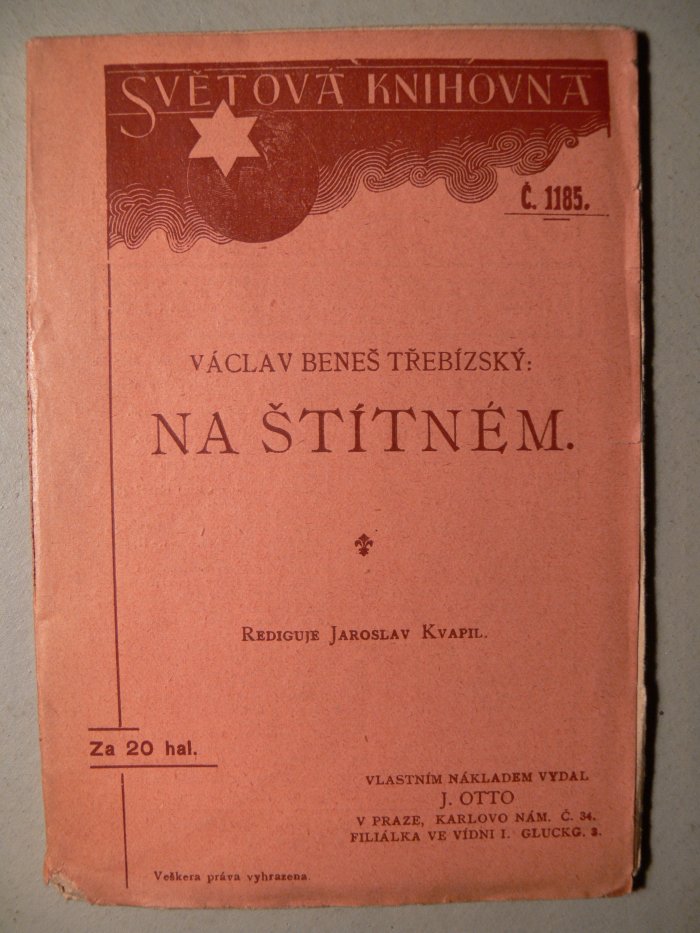 SVĚTOVÁ KNIHOVNA
Č. 1185.
VÁCLAV BENEŠ TŘEBÍZSKÝ:
NA ŠTÍTNÉM.
REDIGUJE JAROSLAV KVAPIL.
Za 20 hal.
VLASTNÍM NÁKLADEM VYDAL
J. OTTO
V PRAZE, KARLOVO NÁM. Č. 34.
FILIÁLKA VE VÍDNI I. GLUCKG. 3.
Veškera práva vyhrazena.